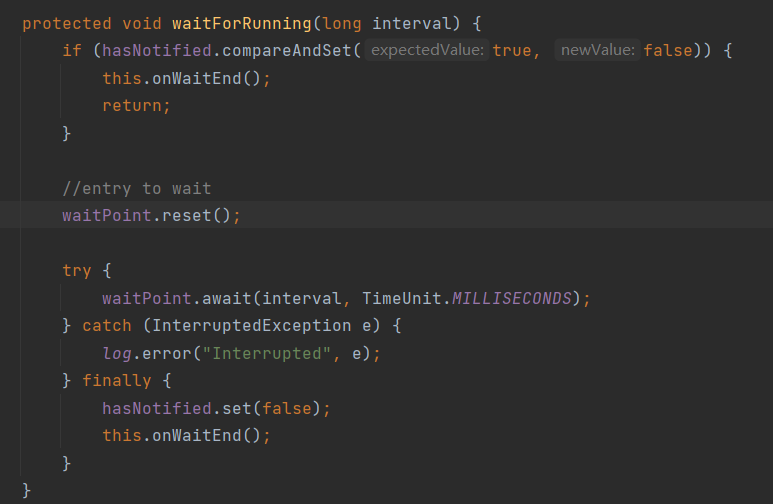 protected void waitForRunning(long interval) {
if (hasNotified.compareAndSet( expectedValue: true, newValue: false)) {
this.onWaitEnd();
return;
}
//entry to wait
waitPoint.reset();
try {
waitPoint.await(interval, TimeUnit.MILLISECONDS);
} catch (InterruptedException e) {
log.error("Interrupted", e);
} finally {
hasNotified.set(false);
this.onWaitEnd();
}
}